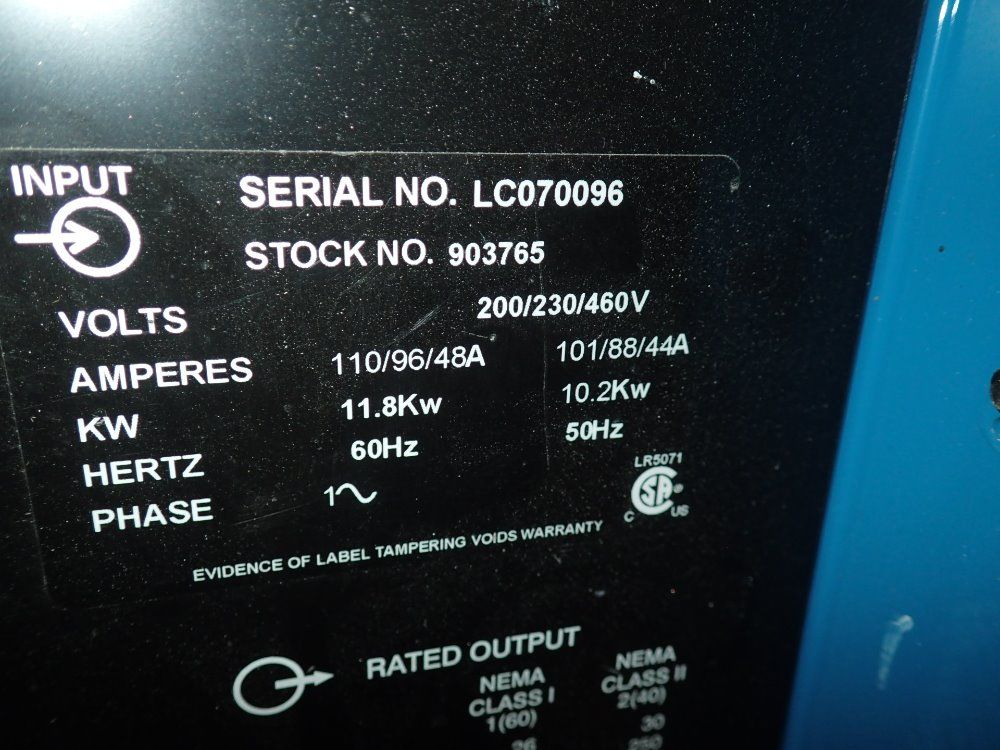 INPUT
SERIAL NO. LC070096
STOCK NO. 903765
VOLTS 200/230/460V
AMPERES 110/96/48A 101/88/44A
KW 11.8Kw 10.2Kw
HERTZ 60Hz 50Hz
PHASE 1
LR5071
SA
C US
EVIDENCE OF LABEL TAMPERING VOIDS WARRANTY
RATED OUTPUT
NEMA CLASS I 1(60)
NEMA CLASS II 2(40)
30